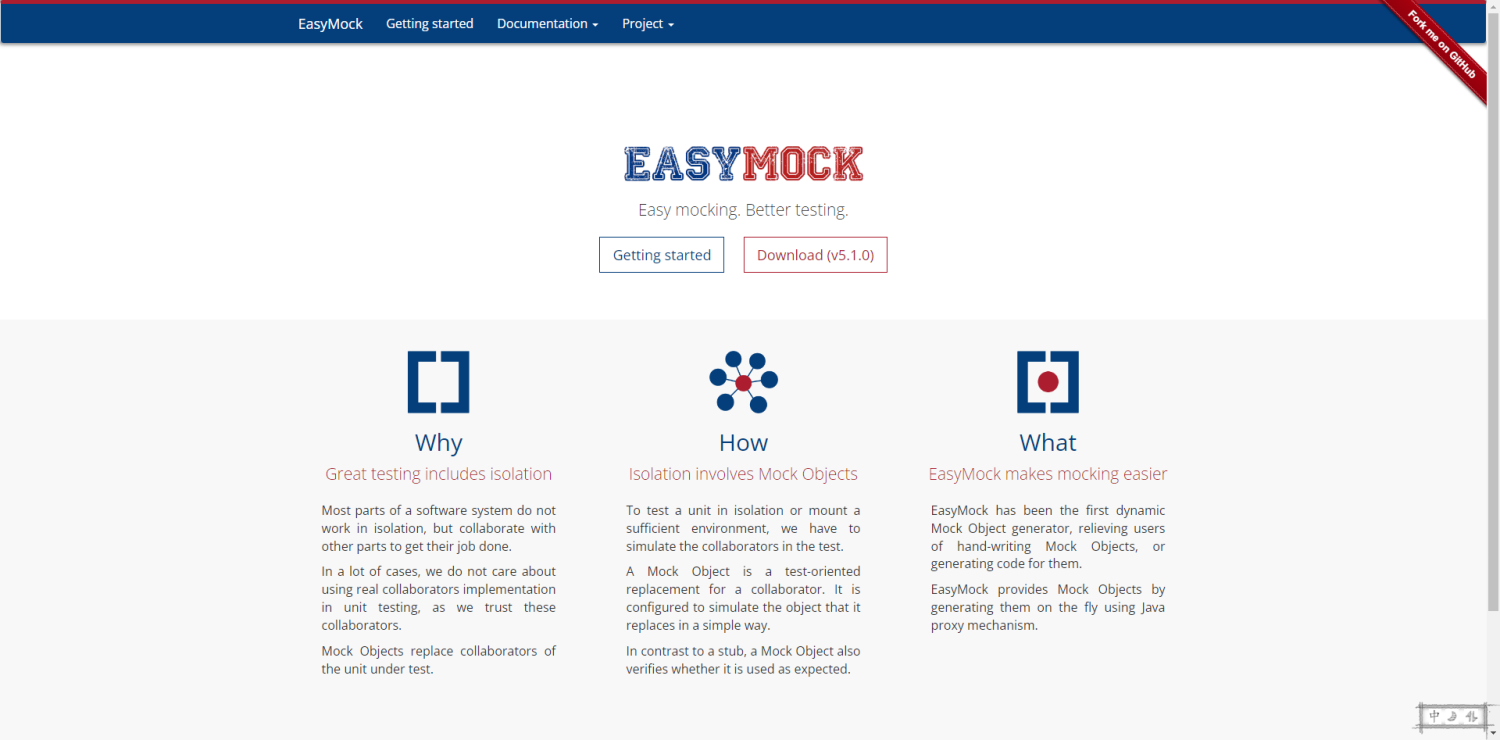 EasyMock Getting started Documentation Project
Fork me on GitHub
EASYMOCK
Easy mocking. Better testing.
Getting started Download (v5.1.0)
Why
Great testing includes isolation
Most parts of a software system do not
work in isolation, but collaborate with
other parts to get their job done.
In a lot of cases, we do not care about
using real collaborators implementation
in unit testing, as we trust these
collaborators.
Mock Objects replace collaborators of
the unit under test.
How
Isolation involves Mock Objects
To test a unit in isolation or mount a
sufficient environment, we have to
simulate the collaborators in the test.
A Mock Object is a test-oriented
replacement for a collaborator. It is
configured to simulate the object that it
replaces in a simple way.
In contrast to a stub, a Mock Object also
verifies whether it is used as expected.
What
EasyMock makes mocking easier
EasyMock has been the first dynamic
Mock Object generator, relieving users
of hand-writing Mock Objects, or
generating code for them.
EasyMock provides Mock Objects by
generating them on the fly using Java
proxy mechanism.
中